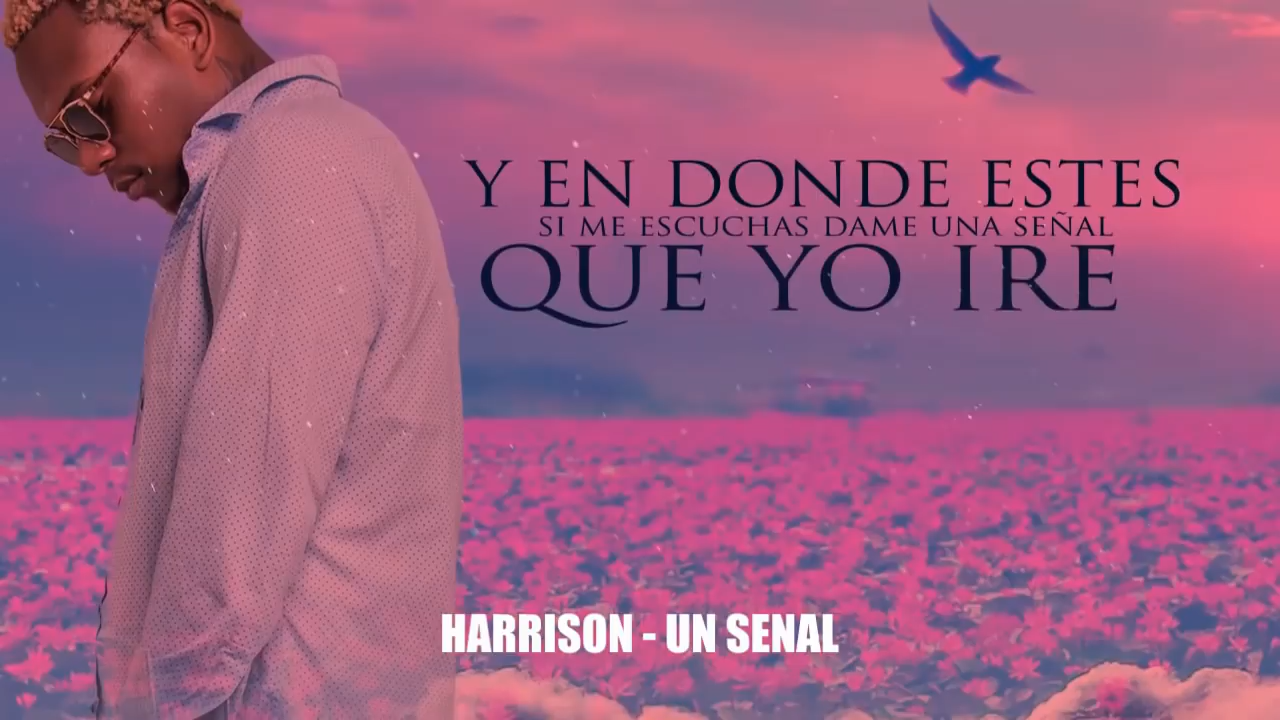 Y EN DONDE ESTES
SI ME ESCUCHAS DAME UNA SEÑAL
QUE YO IRE
HARRISON - UN SENAL